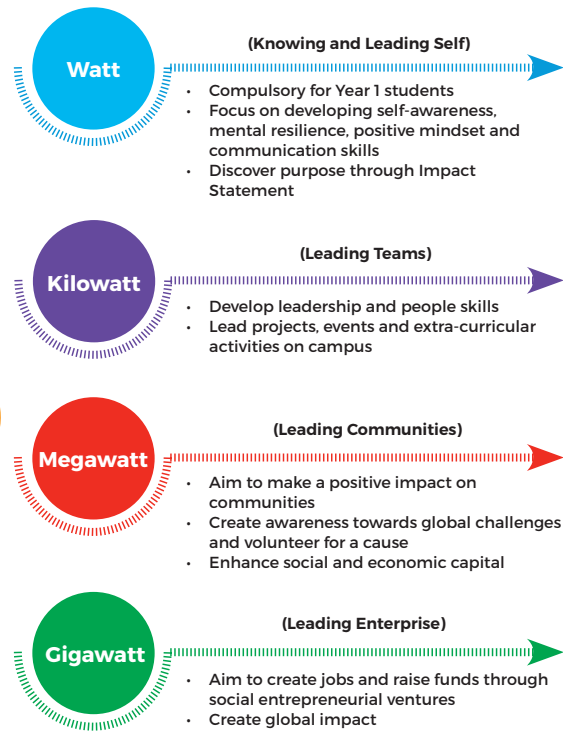 (Knowing and Leading Self)
Watt
• Compulsory for Year 1 students
• Focus on developing self-awareness,
mental resilience, positive mindset and
communication skills
• Discover purpose through Impact
Statement
(Leading Teams)
Kilowatt
• Develop leadership and people skills
• Lead projects, events and extra-curricular
activities on campus
(Leading Communities)
Megawatt
• Aim to make a positive impact on
communities
• Create awareness towards global challenges
and volunteer for a cause
• Enhance social and economic capital
(Leading Enterprise)
Gigawatt
• Aim to create jobs and raise funds through
social entrepreneurial ventures
• Create global impact